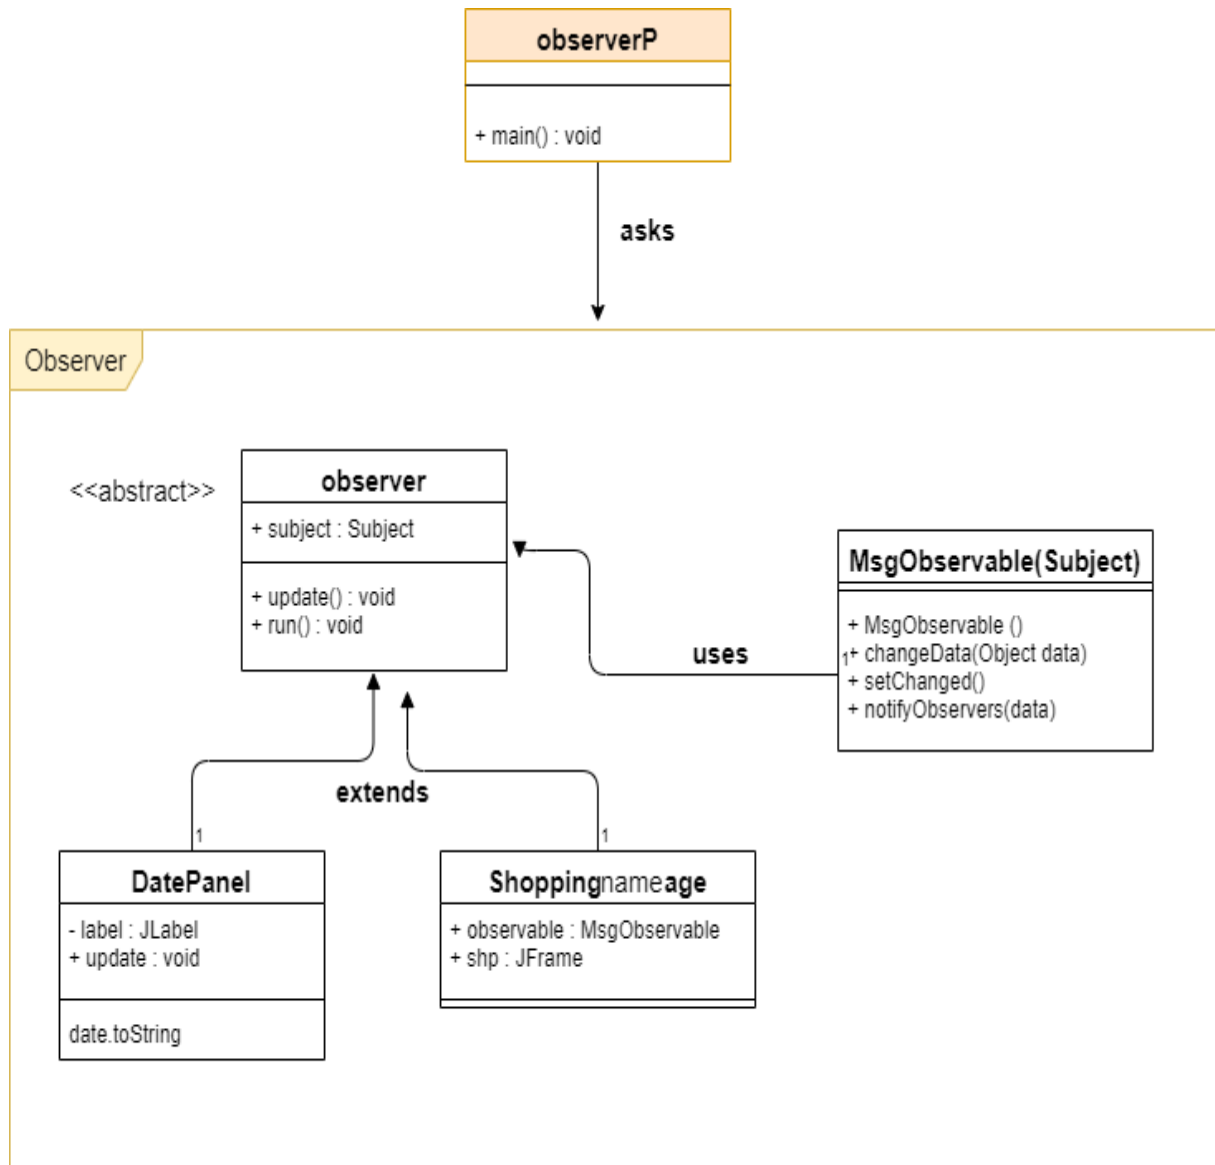 observerP
+ main() : void
asks
Observer
<<abstract>>
observer
+ subject : Subject
+ update() : void
+ run() : void
MsgObservable(Subject)
+ MsgObservable ()
1
+ changeData(Object data)
+ setChanged()
+ notifyObservers(data)
uses
extends
1
1
DatePanel
- label : JLabel
+ update : void
date.toString
Shoppingnameage
+ observable : MsgObservable
+ shp : JFrame